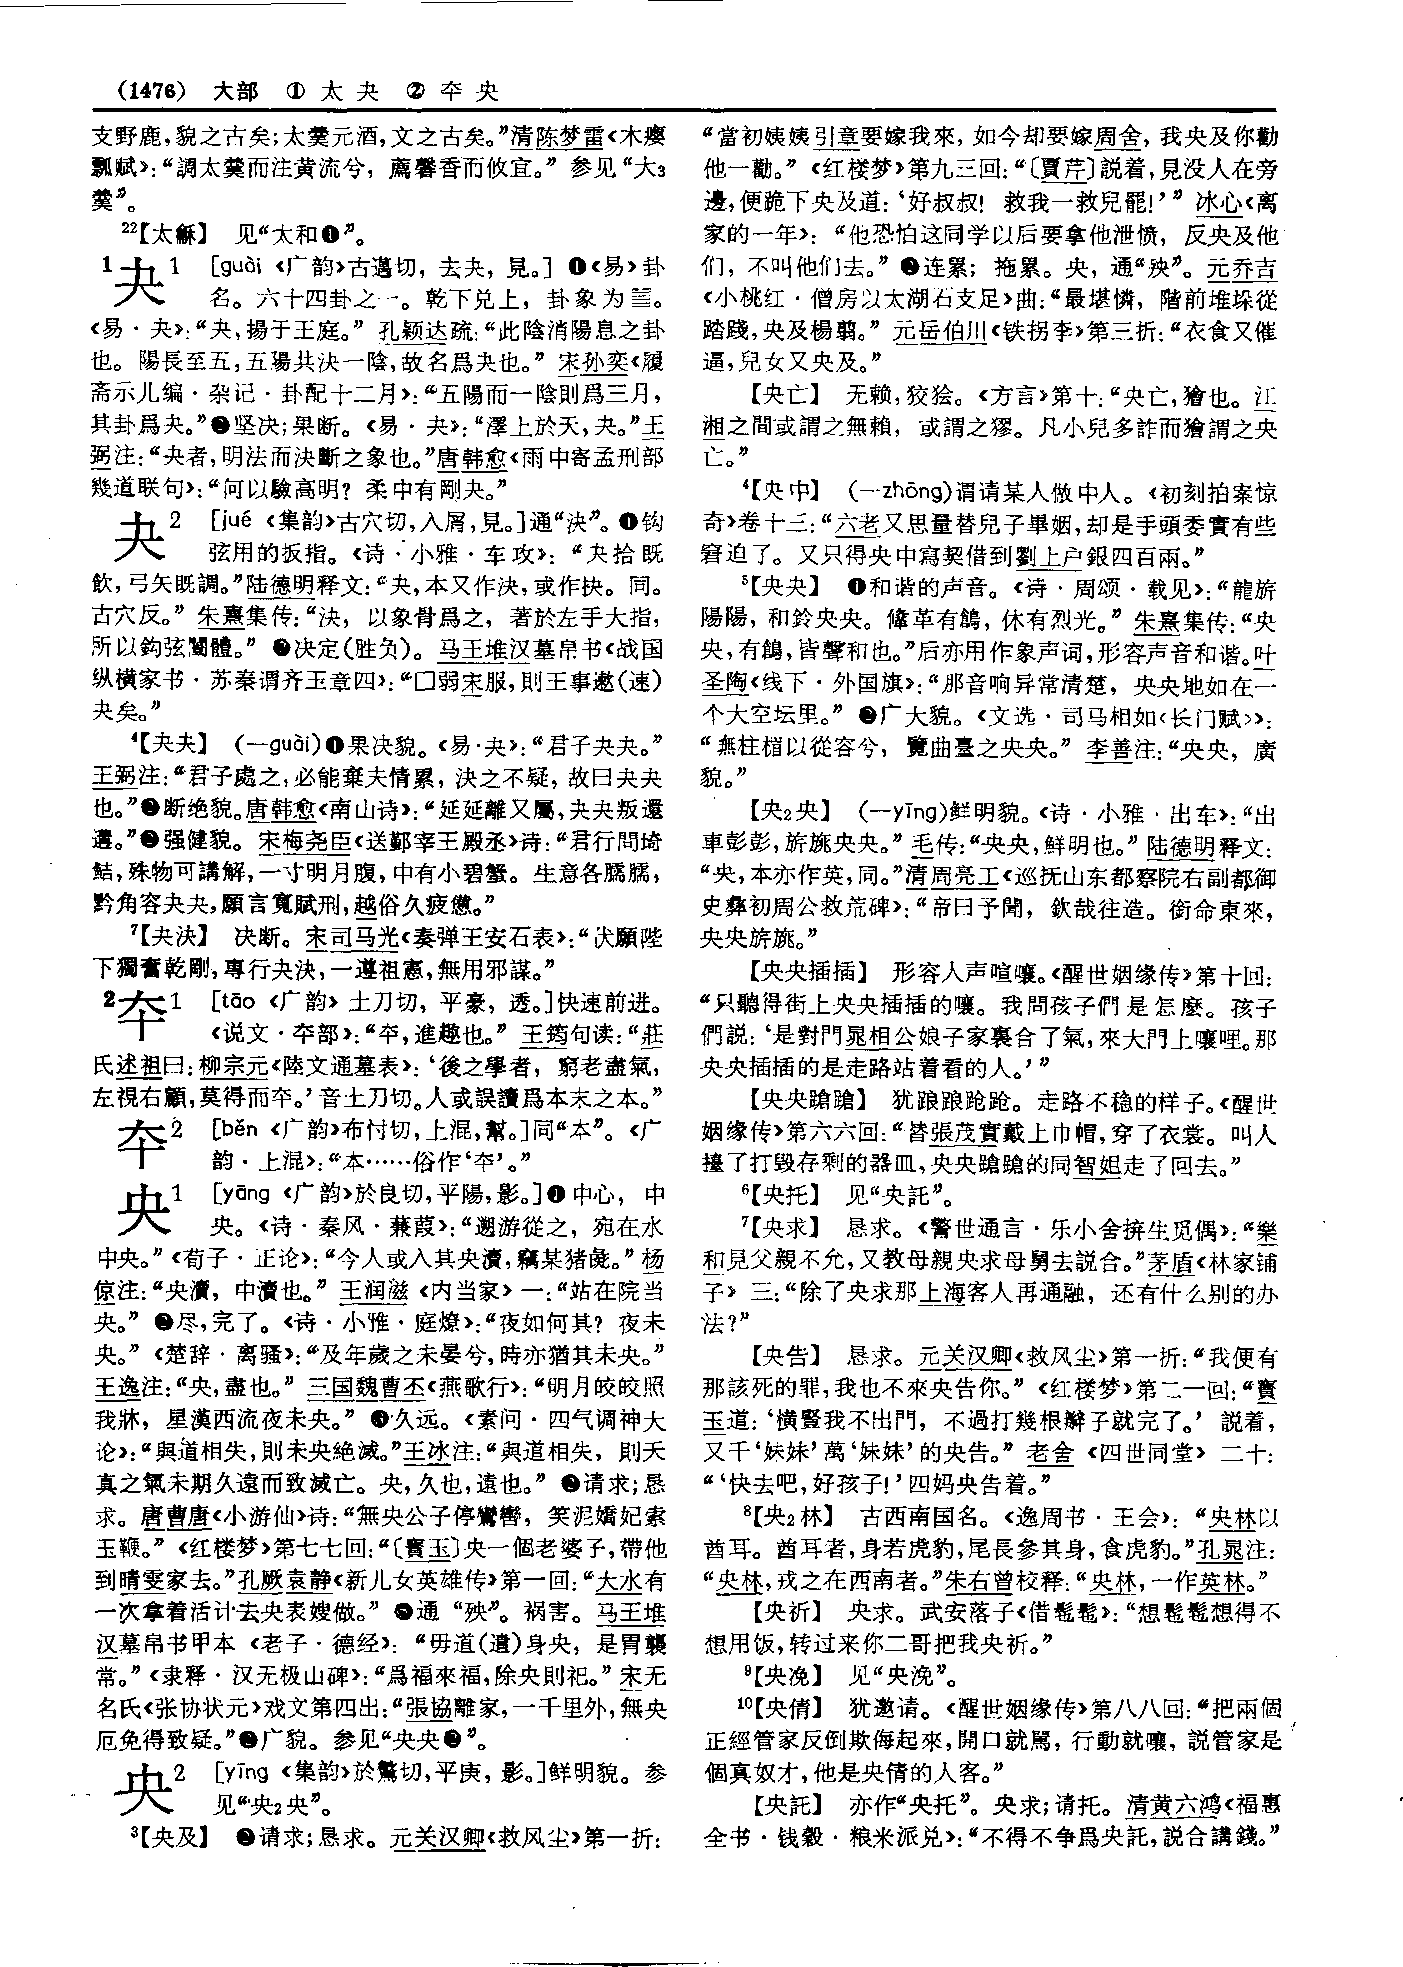 (1476) 大部 ① 太 夬 ② 夲 央
支野鹿，貌之古矣；太羹元酒，文之古矣。”清陈梦雷《木瘿
瓢赋》：“調太羹而注黄流兮，薦馨香而攸宜。” 参见“大3
羹”。
22【太龢】 见“太和❶”。
1夬1 [guài 《广韵》古邁切，去夬，見。] ❶《易》卦
名。六十四卦之一。乾下兑上，卦象为䷪。
《易·夬》：“夬，揚于王庭。” 孔颖达疏：“此陰消陽息之卦
也。陽長至五，五陽共決一陰，故名爲夬也。” 宋孙奕《履
斋示儿编·杂记·卦配十二月》：“五陽而一陰則爲三月，
其卦爲夬。”❷坚决；果断。《易·夬》：“澤上於天，夬。”王
弼注：“夬者，明法而決斷之象也。”唐韩愈《雨中寄孟刑部
幾道联句》：“何以驗高明？柔中有剛夬。”
夬2 [jué 《集韵》古穴切，入屑，見。]通“決”。❶钩
弦用的扳指。《诗·小雅·车攻》：“夬拾既
飲，弓矢既調。”陆德明释文：“夬，本又作決，或作抉。同。
古穴反。” 朱熹集传：“決，以象骨爲之，著於左手大指，
所以鈎弦闓體。” ❷决定(胜负)。马王堆汉墓帛书《战国
纵横家书·苏秦谓齐王章四》：“囗弱宋服，則王事遬(速)
夬矣。”
4【夬夬】 (一guài)❶果决貌。《易·夬》：“君子夬夬。”
王弼注：“君子處之，必能棄夫情累，決之不疑，故曰夬夬
也。”❷断绝貌。唐韩愈《南山诗》：“延延離又屬，夬夬叛還
遘。”❸强健貌。 宋梅尧臣《送鄞宰王殿丞》诗：“君行問埼
鮚，殊物可講解，一寸明月腹，中有小碧蟹。生意各臑臑，
黔角容夬夬，願言寬賦刑，越俗久疲憊。”
7【夬決】 决断。宋司马光《奏弹王安石表》：“伏願陛
下獨奮乾剛，專行夬決，一遵祖憲，無用邪謀。”
2夲1 [tāo 《广韵》土刀切，平豪，透。]快速前进。
《说文·夲部》：“夲，進趣也。” 王筠句读：“莊
氏述祖曰：柳宗元《陸文通墓表》：‘後之學者，窮老盡氣，
左視右顧，莫得而夲。’音土刀切。人或誤讀爲本末之本。”
夲2 [běn 《广韵》布忖切，上混，幫。]同“本”。《广
韵·上混》：“本……俗作‘夲’。”
央1 [yāng 《广韵》於良切，平陽，影。]❶中心，中
央。《诗·秦风·蒹葭》：“遡游從之，宛在水
中央。”《荀子·正论》：“今人或入其央瀆，竊某猪彘。”杨
倞注：“央瀆，中瀆也。” 王润滋《内当家》一：“站在院当
央。” ❷尽，完了。《诗·小雅·庭燎》：“夜如何其？夜未
央。”《楚辞·离骚》：“及年歲之未晏兮，時亦猶其未央。”
王逸注：“央，盡也。” 三国魏曹丕《燕歌行》：“明月皎皎照
我牀，星漢西流夜未央。” ❸久远。《素问·四气调神大
论》：“與道相失，則未央絶滅。”王冰注：“與道相失，則天
真之氣未期久遠而致滅亡。央，久也，遠也。” ❹请求；恳
求。唐曹唐《小游仙》诗：“無央公子停鸞轡，笑泥嬌妃索
玉鞭。”《红楼梦》第七七回：“〔寳玉〕央一個老婆子，帶他
到晴雯家去。”孔厥袁静《新儿女英雄传》第一回：“大水有
一次拿着活计去央表嫂做。” ❺通“殃”。祸害。马王堆
汉墓帛书甲本《老子·德经》：“毋道(遺)身央，是胃襲
常。”《隶释·汉无极山碑》：“爲福來福，除央則祀。”宋无
名氏《张协状元》戏文第四出：“張協離家，一千里外，無央
厄免得致疑。”❻广貌。参见“央央❷”。
央2 [yīng 《集韵》於驚切，平庚，影。]鲜明貌。参
见“央2央”。
3【央及】 ❶请求；恳求。元关汉卿《救风尘》第一折：
“當初姨姨引章要嫁我來，如今却要嫁周舍，我央及你勸
他一勸。”《红楼梦》第九三回：“〔賈芹〕説着，見没人在旁
邊，便跪下央及道：‘好叔叔！救我一救兒罷！’” 冰心《离
家的一年》：“他恐怕这同学以后要拿他泄愤，反央及他
们，不叫他们去。” ❷连累；拖累。央，通“殃”。元乔吉
《小桃红·僧房以太湖石支足》曲：“最堪憐，階前堆垛從
踏踐，央及楊翦。” 元岳伯川《铁拐李》第三折：“衣食又催
逼，兒女又央及。”
【央亡】 无赖，狡狯。《方言》第十：“央亡，獪也。江
湘之間或謂之無賴，或謂之獿。凡小兒多詐而獪謂之央
亡。”
4【央中】 (一zhōng)谓请某人做中人。《初刻拍案惊
奇》卷十三：“六老又思量替兒子畢姻，却是手頭委實有些
窘迫了。又只得央中寫契借到劉上户銀四百兩。”
5【央央】 ❶和谐的声音。《诗·周颂·载见》：“龍旂
陽陽，和鈴央央。鞗革有鶬，休有烈光。” 朱熹集传：“央
央，有鶬，皆聲和也。”后亦用作象声词，形容声音和谐。叶
圣陶《线下·外国旗》：“那音响异常清楚，央央地如在一
个大空坛里。” ❷广大貌。《文选·司马相如〈长门赋〉》：
“無柱楣以從容兮，覽曲臺之央央。” 李善注：“央央，廣
貌。”
【央2央】 (一yīng)鲜明貌。《诗·小雅·出车》：“出
車彭彭，旂旐央央。” 毛传：“央央，鮮明也。” 陆德明释文：
“央，本亦作英，同。”清周亮工《巡抚山东都察院右副都御
史彝初周公救荒碑》：“帝曰予聞，欽哉往造。銜命東來，
央央旂旐。”
【央央插插】 形容人声喧嚷。《醒世姻缘传》第十回：
“只聽得街上央央插插的嚷。我問孩子們是怎麼。孩子
們説：‘是對門晁相公娘子家裏合了氣，來大門上嚷哩。那
央央插插的是走路站着看的人。’”
【央央蹌蹌】 犹踉踉跄跄。走路不稳的样子。《醒世
姻缘传》第六六回：“替張茂實戴上巾帽，穿了衣裳。叫人
擡了打毀存剩的器皿，央央蹌蹌的同智姐走了回去。”
6【央托】 见“央託”。
7【央求】 恳求。《警世通言·乐小舍拚生觅偶》：“樂
和見父親不允，又教母親央求母舅去説合。”茅盾《林家铺
子》三：“除了央求那上海客人再通融，还有什么别的办
法？”
【央告】 恳求。元关汉卿《救风尘》第一折：“我便有
那該死的罪，我也不來央告你。”《红楼梦》第二一回：“寳
玉道：‘横豎我不出門，不過打幾根辮子就完了。’説着，
又千‘妹妹’萬‘妹妹’的央告。” 老舍《四世同堂》二十：
“‘快去吧，好孩子！’四妈央告着。”
8【央2林】 古西南国名。《逸周书·王会》：“央林以
酋耳。酋耳者，身若虎豹，尾長參其身，食虎豹。”孔晁注：
“央林，戎之在西南者。”朱右曾校释：“央林，一作英林。”
【央祈】 央求。武安落子《借髢髢》：“想髢髢想得不
想用饭，转过来你二哥把我央祈。”
9【央浼】 见“央浼”。
10【央倩】 犹邀请。《醒世姻缘传》第八八回：“把兩個
正經管家反倒欺侮起來，開口就駡，行動就嚷，説管家是
個真奴才，他是央倩的人客。”
【央託】 亦作“央托”。央求；请托。清黄六鸿《福惠
全书·钱穀·粮米派兑》：“不得不争爲央託，説合講錢。”